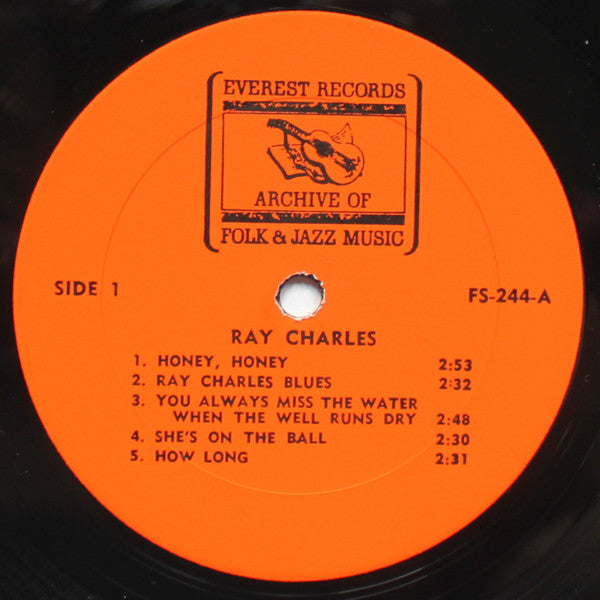 EVEREST RECORDS
ARCHIVE OF
FOLK & JAZZ MUSIC
SIDE 1
FS-244-A
RAY CHARLES
1. HONEY, HONEY 2:53
2. RAY CHARLES BLUES 2:32
3. YOU ALWAYS MISS THE WATER
WHEN THE WELL RUNS DRY 2:48
4. SHE'S ON THE BALL 2:30
5. HOW LONG 2:31